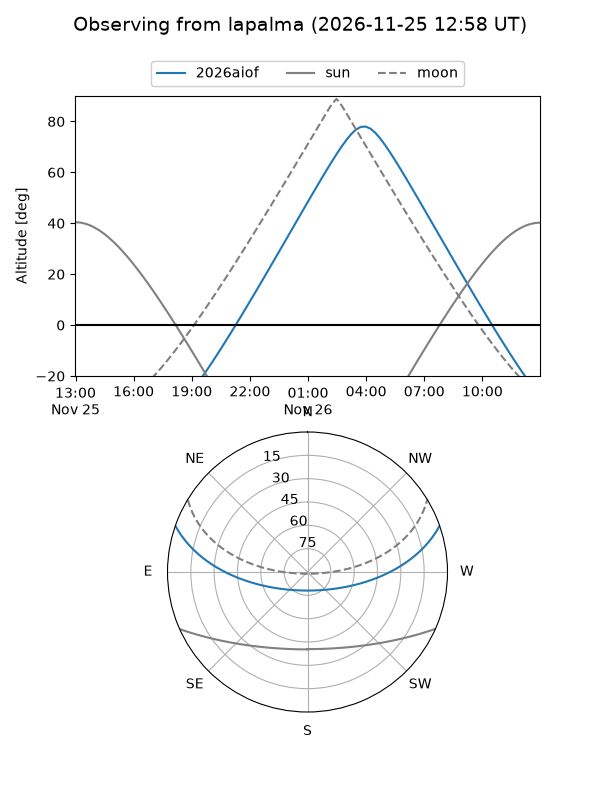 Observing from lapalma (2026-11-25 12:58 UT)
2026aiof sun moon
Altitude [deg]
80
60
40
20
0
−20
13:00 16:00 19:00 22:00 01:00 04:00 07:00 10:00
Nov 25 Nov 26
N
NE NW
15
30
45
60
75
E W
SE SW
S